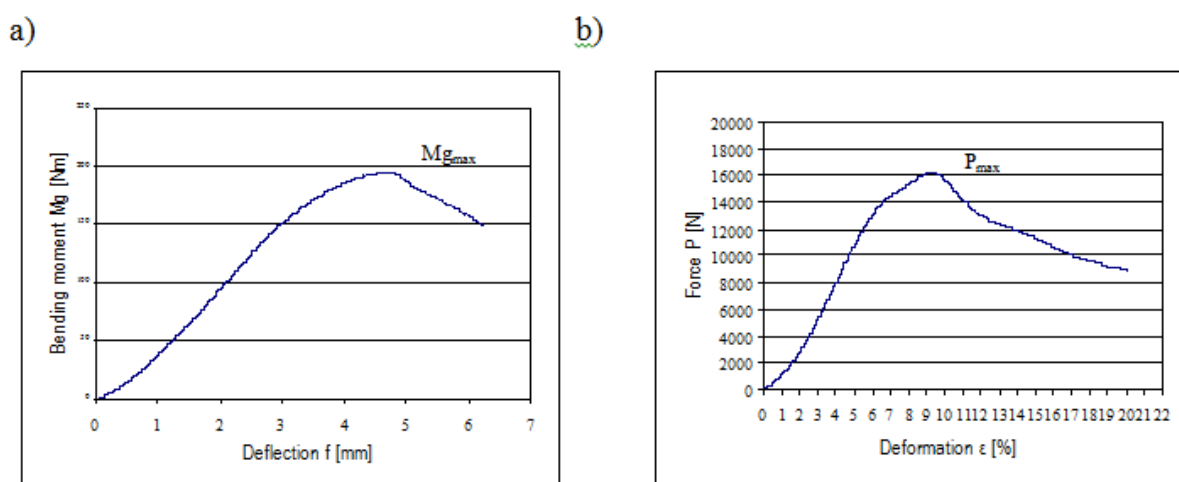 a)
b)
Mg_max
Bending moment Mg [Nm]
0 1 2 3 4 5 6 7
Deflection f [mm]
20000
18000
16000
14000
12000
10000
8000
6000
4000
2000
0
P_max
Force P [N]
0 1 2 3 4 5 6 7 8 9 10 11 12 13 14 15 16 17 18 19 20 21 22
Deformation ε [%]